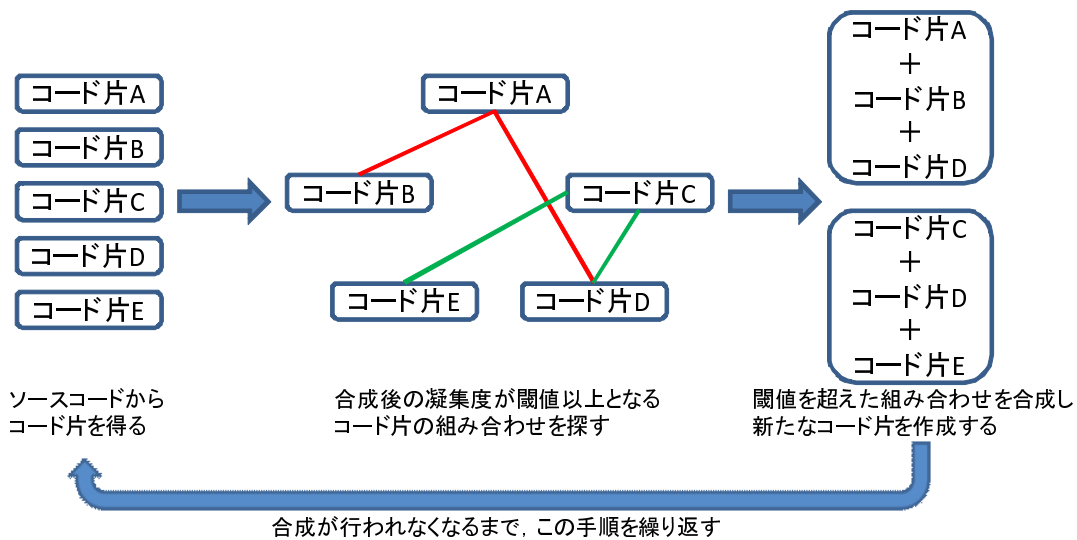 コード片A
コード片B
コード片C
コード片D
コード片E
ソースコードから
コード片を得る
コード片A
コード片B
コード片C
コード片E
コード片D
合成後の凝集度が閾値以上となる
コード片の組み合わせを探す
コード片A
+
コード片B
+
コード片D
コード片C
+
コード片D
+
コード片E
閾値を超えた組み合わせを合成し
新たなコード片を作成する
合成が行われなくなるまで, この手順を繰り返す